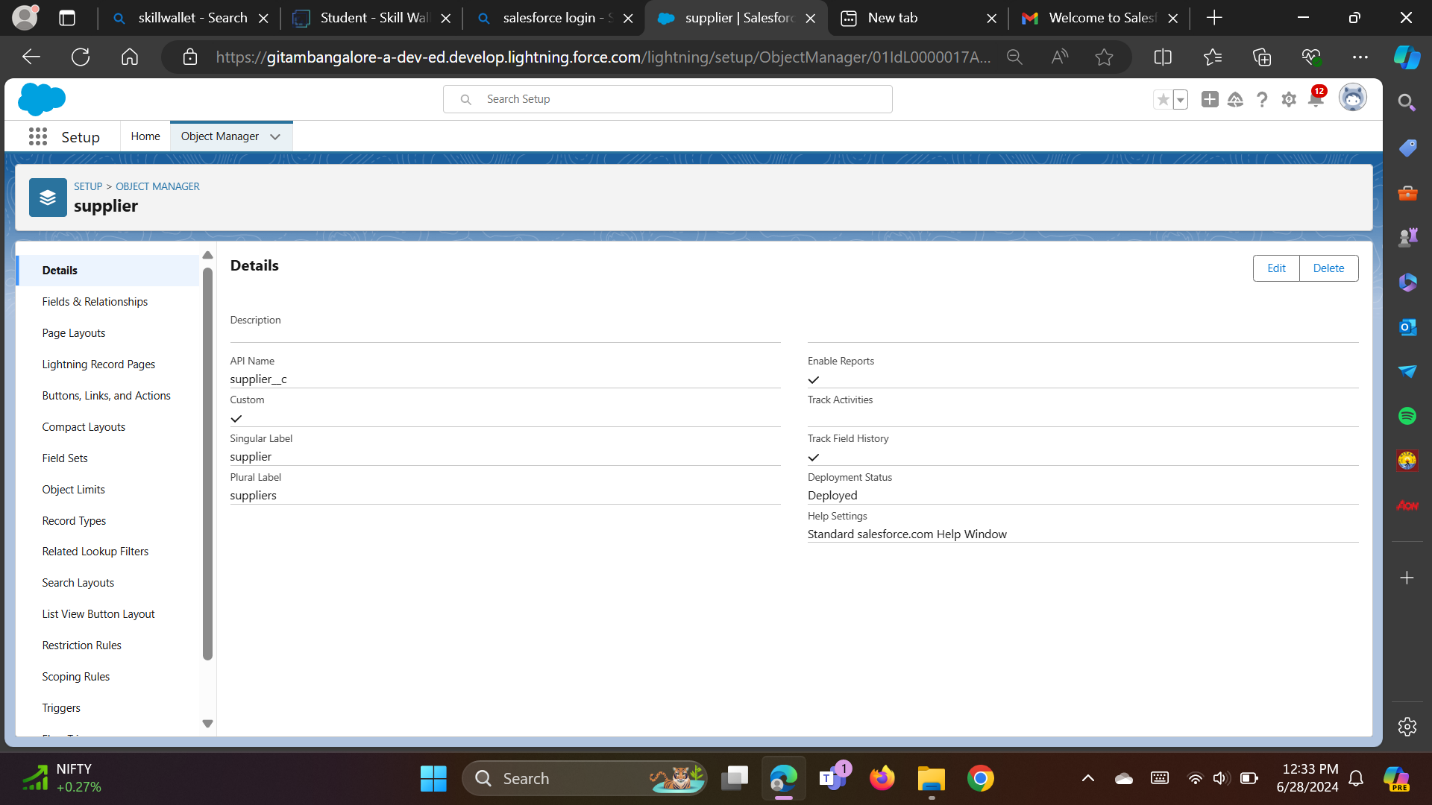 skillwallet - Search
Student - Skill Wal
salesforce login - S
supplier | Salesforc
New tab
Welcome to Salesf
https://gitambangalore-a-dev-ed.develop.lightning.force.com/lightning/setup/ObjectManager/01IdL0000017A...
Search Setup
12
Setup
Home
Object Manager
SETUP > OBJECT MANAGER
supplier
Details
Fields & Relationships
Page Layouts
Lightning Record Pages
Buttons, Links, and Actions
Compact Layouts
Field Sets
Object Limits
Record Types
Related Lookup Filters
Search Layouts
List View Button Layout
Restriction Rules
Scoping Rules
Triggers
Details
Edit
Delete
Description
API Name
supplier__c
Custom
Singular Label
supplier
Plural Label
suppliers
Enable Reports
Track Activities
Track Field History
Deployment Status
Deployed
Help Settings
Standard salesforce.com Help Window
AON
NIFTY
+0.27%
Search
1
12:33 PM
6/28/2024
PRE